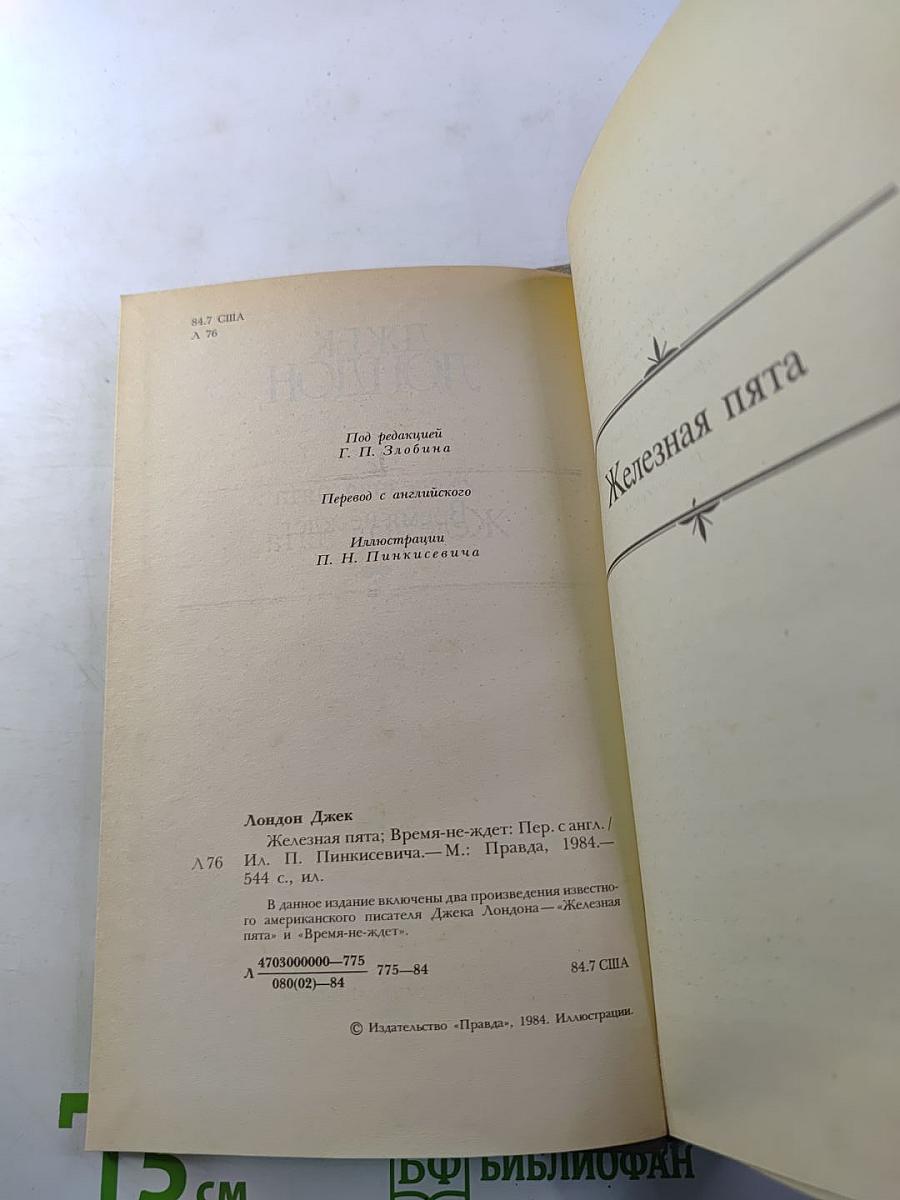 84.7 США
Л 76
Под редакцией
Г. П. Злобина
Перевод с английского
Иллюстрации
П. Н. Пинкисевича
Лондон Джек
Железная пята; Время-не-ждет: Пер. с англ./
Л 76 Ил. П. Пинкисевича.— М.: Правда, 1984.—
544 с., ил.
В данное издание включены два произведения известно-
го американского писателя Джека Лондона — «Железная
пята» и «Время-не-ждет».
Л 4703000000—775 775—84 84.7 США
080(02)—84
© Издательство «Правда», 1984. Иллюстрации.
Железная пята
см
БФ БИБЛИОФАН